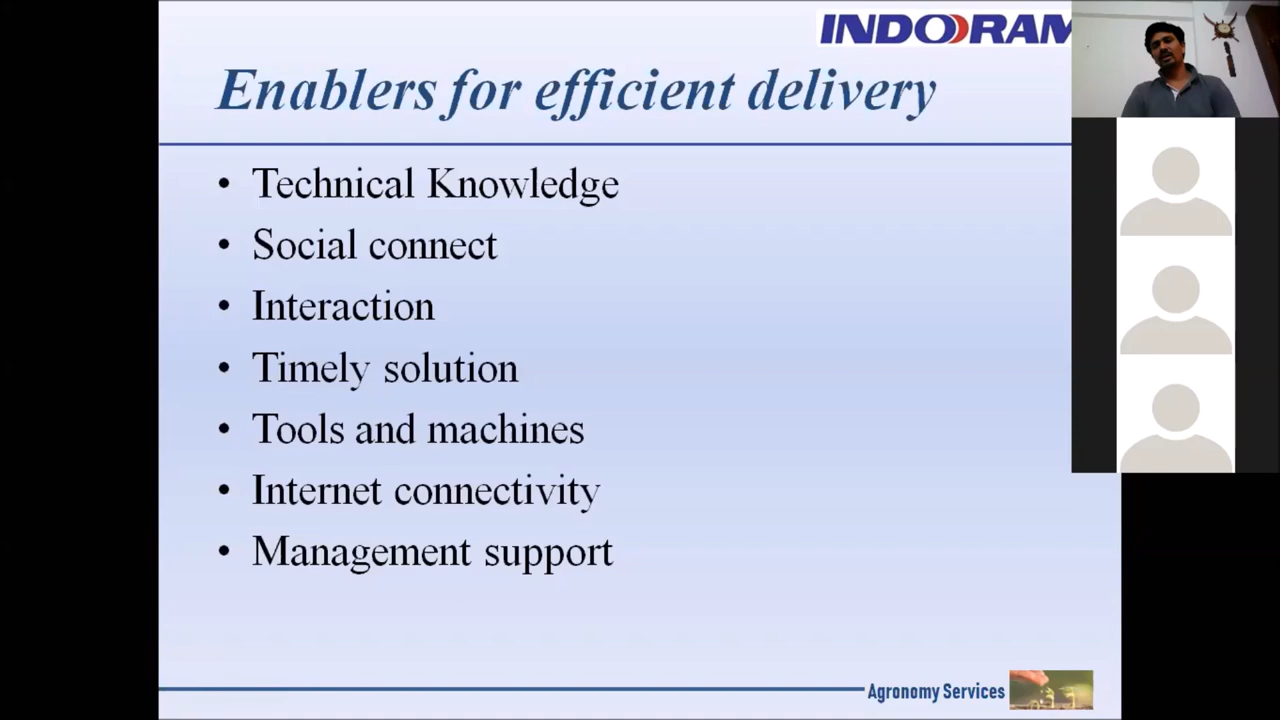 INDORAM
Enablers for efficient delivery
• Technical Knowledge
• Social connect
• Interaction
• Timely solution
• Tools and machines
• Internet connectivity
• Management support
Agronomy Services